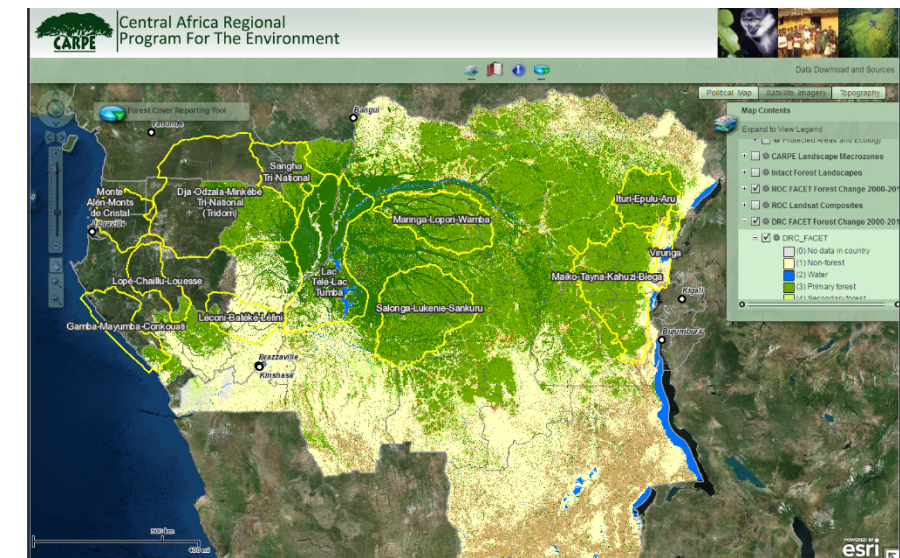 CARPE
Central Africa Regional
Program For The Environment
Data Download and Sources
Political Map
Satellite Imagery
Topography
Forest Cover Reporting Tool
Map Contents
Expand to View Legend
Protected Areas and Ecology
CARPE Landscape Macrozones
Intact Forest Landscapes
ROC FACET Forest Change 2000-201
ROC Landsat Composites
DRC FACET Forest Change 2000-201
DRC_FACET
(0) No data in country
(1) Non-forest
(2) Water
(3) Primary forest
(4) Secondary forest
Yaounde
Bangui
Sangha
Tri-National
Monte
Alén-Monts
de Cristal
Libreville
Dja-Odzala-Minkébé
Tri-National
(Tridom)
Maringa-Lopori-Wamba
Ituri-Epulu-Aru
Virunga
Lac
Télé-Lac
Tumba
Lopé-Chaillu-Louesse
Maiko-Tayna-Kahuzi-Biega
Kigali
Salonga-Lukenie-Sankuru
Léconi-Batéké-Léfini
Gamba-Mayumba-Conkouati
Bujumbura
Brazzaville
Kinshasa
500 km
400 mi
POWERED BY
esri